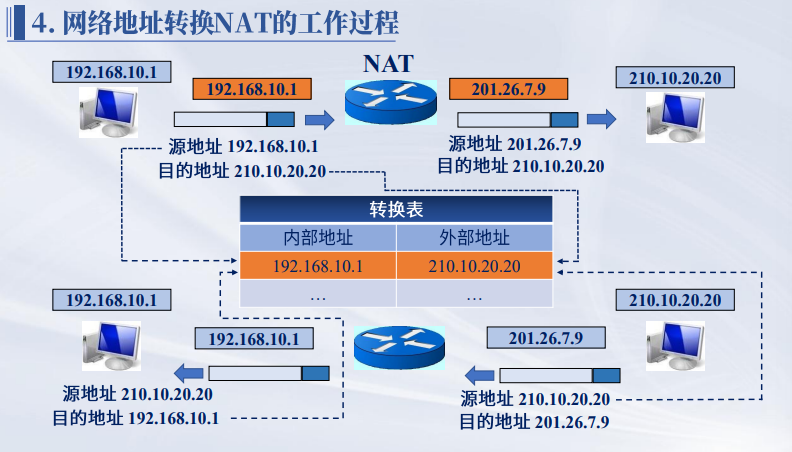 4. 网络地址转换NAT的工作过程
NAT
192.168.10.1
192.168.10.1
201.26.7.9
210.10.20.20
源地址 192.168.10.1
目的地址 210.10.20.20
源地址 201.26.7.9
目的地址 210.10.20.20
转换表
内部地址 外部地址
192.168.10.1 210.10.20.20
… …
192.168.10.1
192.168.10.1
201.26.7.9
210.10.20.20
源地址 210.10.20.20
目的地址 192.168.10.1
源地址 210.10.20.20
目的地址 201.26.7.9